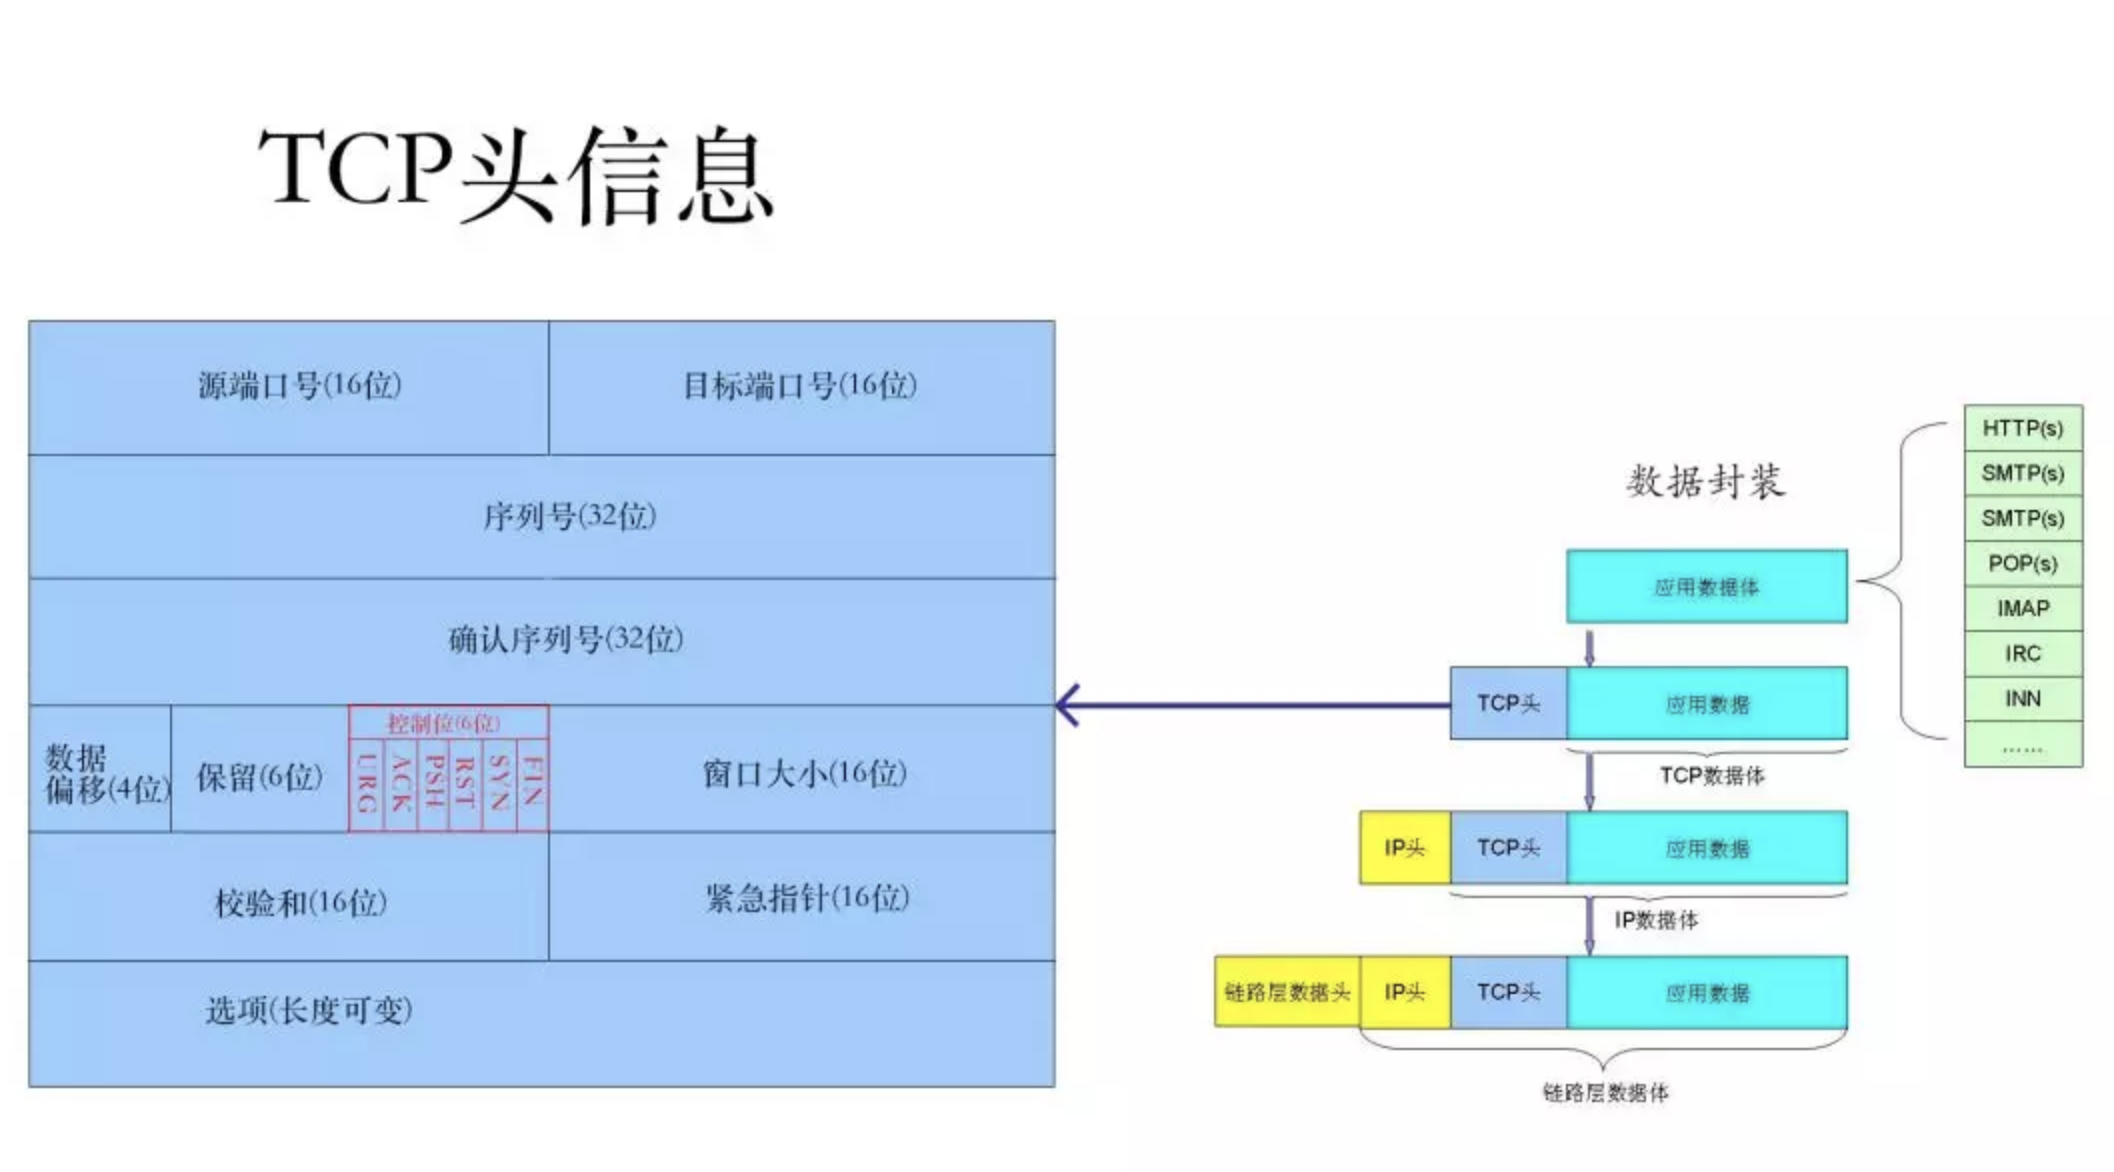 TCP头信息
源端口号(16位)
目标端口号(16位)
序列号(32位)
确认序列号(32位)
数据
偏移(4位)
保留(6位)
控制位(6位)
URG
ACK
PSH
RST
SYN
FIN
窗口大小(16位)
校验和(16位)
紧急指针(16位)
选项(长度可变)
数据封装
应用数据体
HTTP(s)
SMTP(s)
SMTP(s)
POP(s)
IMAP
IRC
INN
......
TCP头
应用数据
TCP数据体
IP头
TCP头
应用数据
IP数据体
链路层数据头
IP头
TCP头
应用数据
链路层数据体